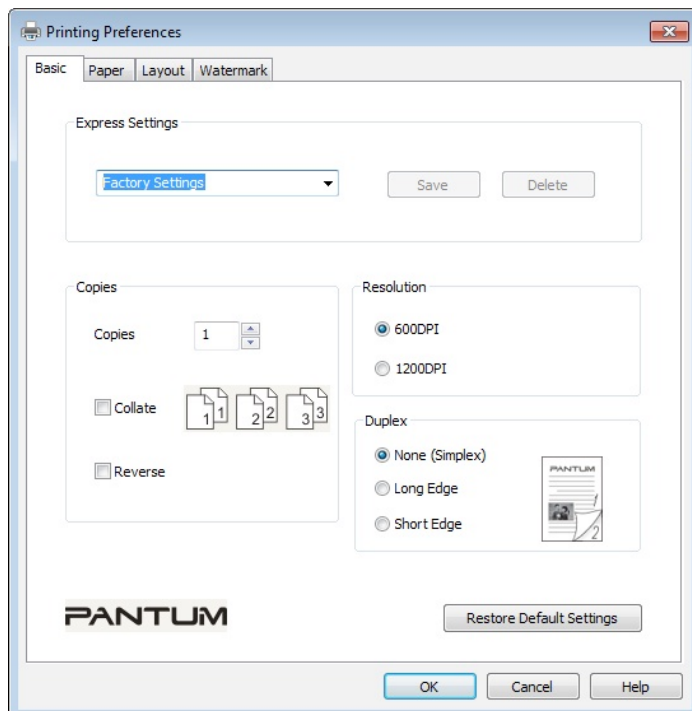 Printing Preferences
Basic Paper Layout Watermark
Express Settings
Factory Settings Save Delete
Copies
Copies 1
Collate 1 1 2 2 3 3
Reverse
Resolution
600DPI
1200DPI
Duplex
None (Simplex)
Long Edge
Short Edge
PANTUM
1
2
PANTUM Restore Default Settings
OK Cancel Help